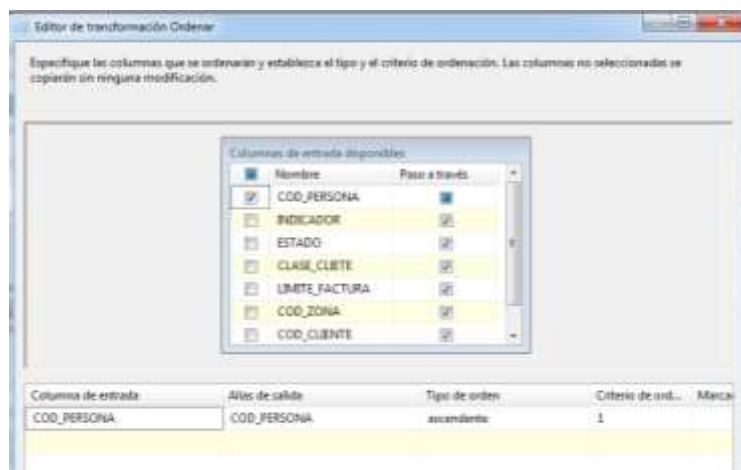 Editor de transformación Ordenar
Especifique las columnas que se ordenarán y establezca el tipo y el criterio de ordenación. Las columnas no seleccionadas se
copiarán sin ninguna modificación.
Columnas de entrada disponibles
Nombre Paso a través
COD_PERSONA
INDICADOR
ESTADO
CLASE_CLIETE
LIMITE_FACTURA
COD_ZONA
COD_CLIENTE
Columna de entrada Alias de salida Tipo de orden Criterio de ord... Marca
COD_PERSONA COD_PERSONA ascendente 1